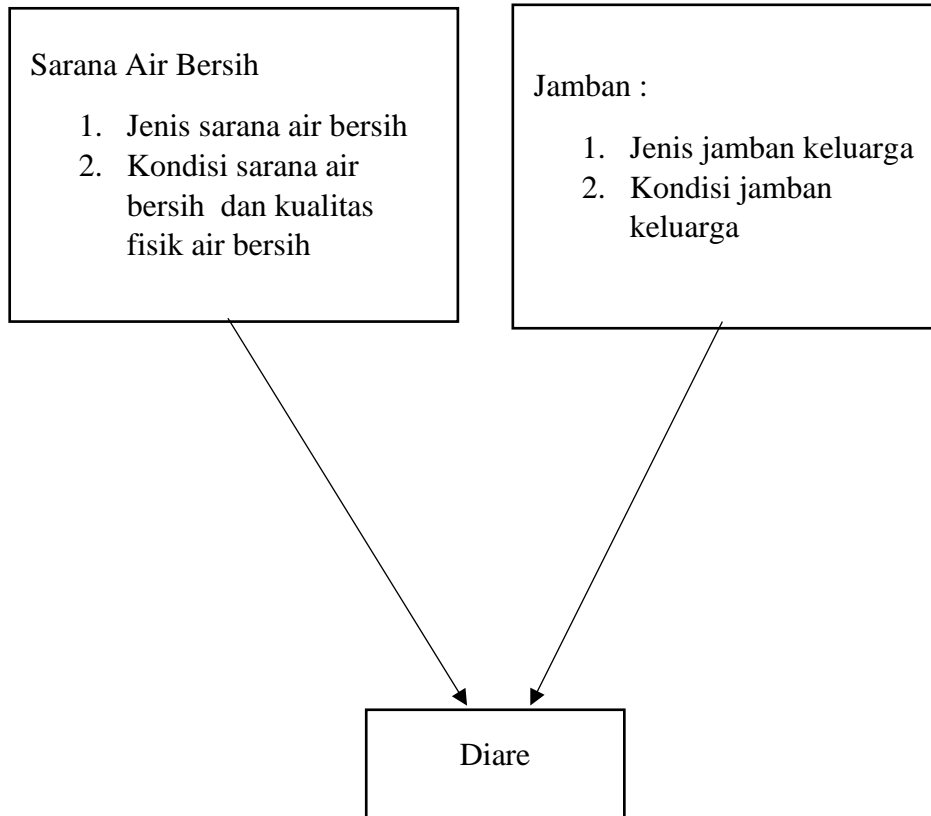 Sarana Air Bersih
1. Jenis sarana air bersih
2. Kondisi sarana air
bersih dan kualitas
fisik air bersih
Jamban :
1. Jenis jamban keluarga
2. Kondisi jamban
keluarga
Diare